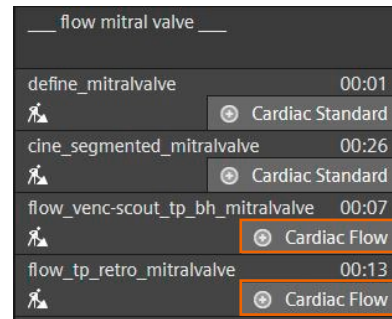 ___ flow mitral valve ___
define_mitralvalve 00:01
Cardiac Standard
cine_segmented_mitralvalve 00:26
Cardiac Standard
flow_venc-scout_tp_bh_mitralvalve 00:07
Cardiac Flow
flow_tp_retro_mitralvalve 00:13
Cardiac Flow